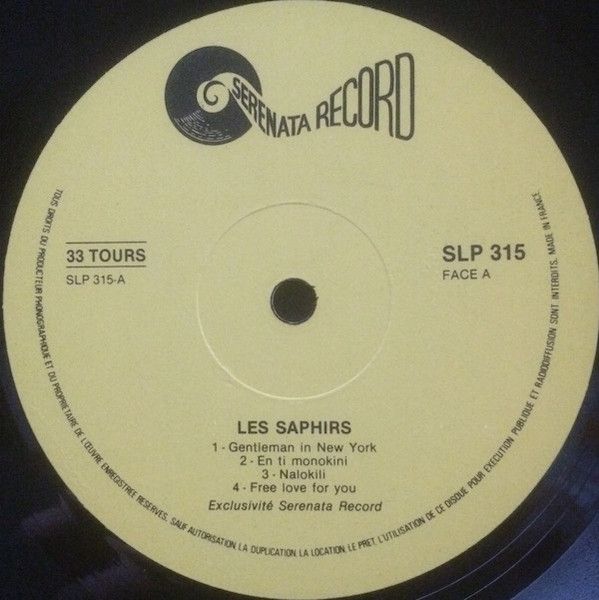 SERENATA RECORD
33 TOURS
SLP 315-A
SLP 315
FACE A
LES SAPHIRS
1 - Gentleman in New York
2 - En ti monokini
3 - Nalokili
4 - Free love for you
Exclusivité Serenata Record
TOUS DROITS DU PRODUCTEUR PHONOGRAPHIQUE ET DU PROPRIETAIRE DE L'ŒUVRE ENREGISTREE RESERVES. SAUF AUTORISATION, LA DUPLICATION, LA LOCATION, LE PRET, L'UTILISATION DE CE DISQUE POUR EXECUTION PUBLIQUE ET RADIODIFFUSION SONT INTERDITS. MADE IN FRANCE